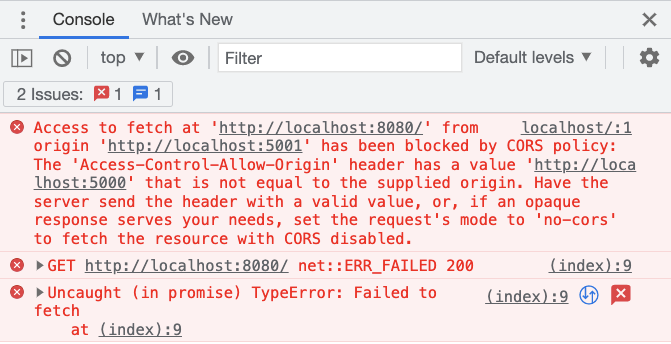 Console What's New
top Filter Default levels
2 Issues: 1 1
Access to fetch at 'http://localhost:8080/' from localhost/:1
origin 'http://localhost:5001' has been blocked by CORS policy:
The 'Access-Control-Allow-Origin' header has a value 'http://loca
lhost:5000' that is not equal to the supplied origin. Have the
server send the header with a valid value, or, if an opaque
response serves your needs, set the request's mode to 'no-cors'
to fetch the resource with CORS disabled.
GET http://localhost:8080/ net::ERR_FAILED 200 (index):9
Uncaught (in promise) TypeError: Failed to (index):9
fetch
at (index):9